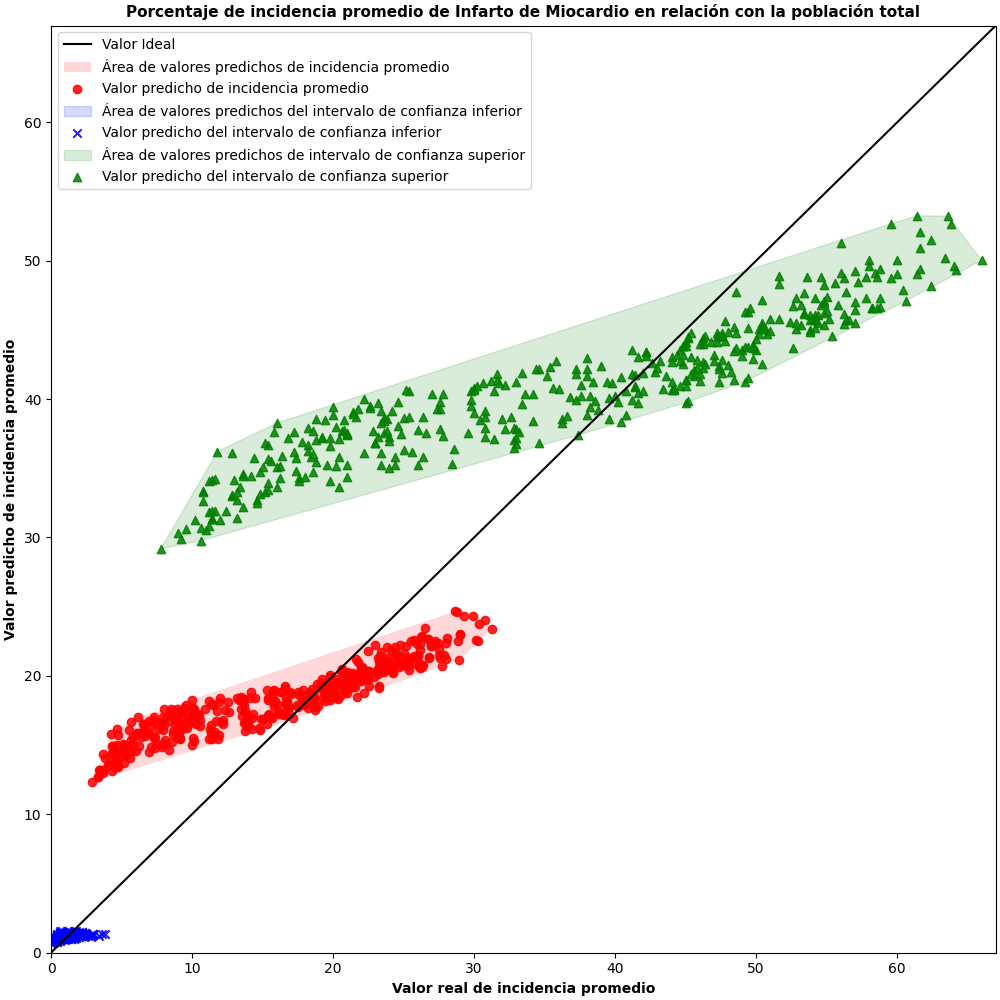 Porcentaje de incidencia promedio de Infarto de Miocardio en relación con la población total
Valor Ideal
Área de valores predichos de incidencia promedio
Valor predicho de incidencia promedio
Área de valores predichos del intervalo de confianza inferior
Valor predicho del intervalo de confianza inferior
Área de valores predichos de intervalo de confianza superior
Valor predicho del intervalo de confianza superior
Valor predicho de incidencia promedio
60
50
40
30
20
10
0
0 10 20 30 40 50 60
Valor real de incidencia promedio